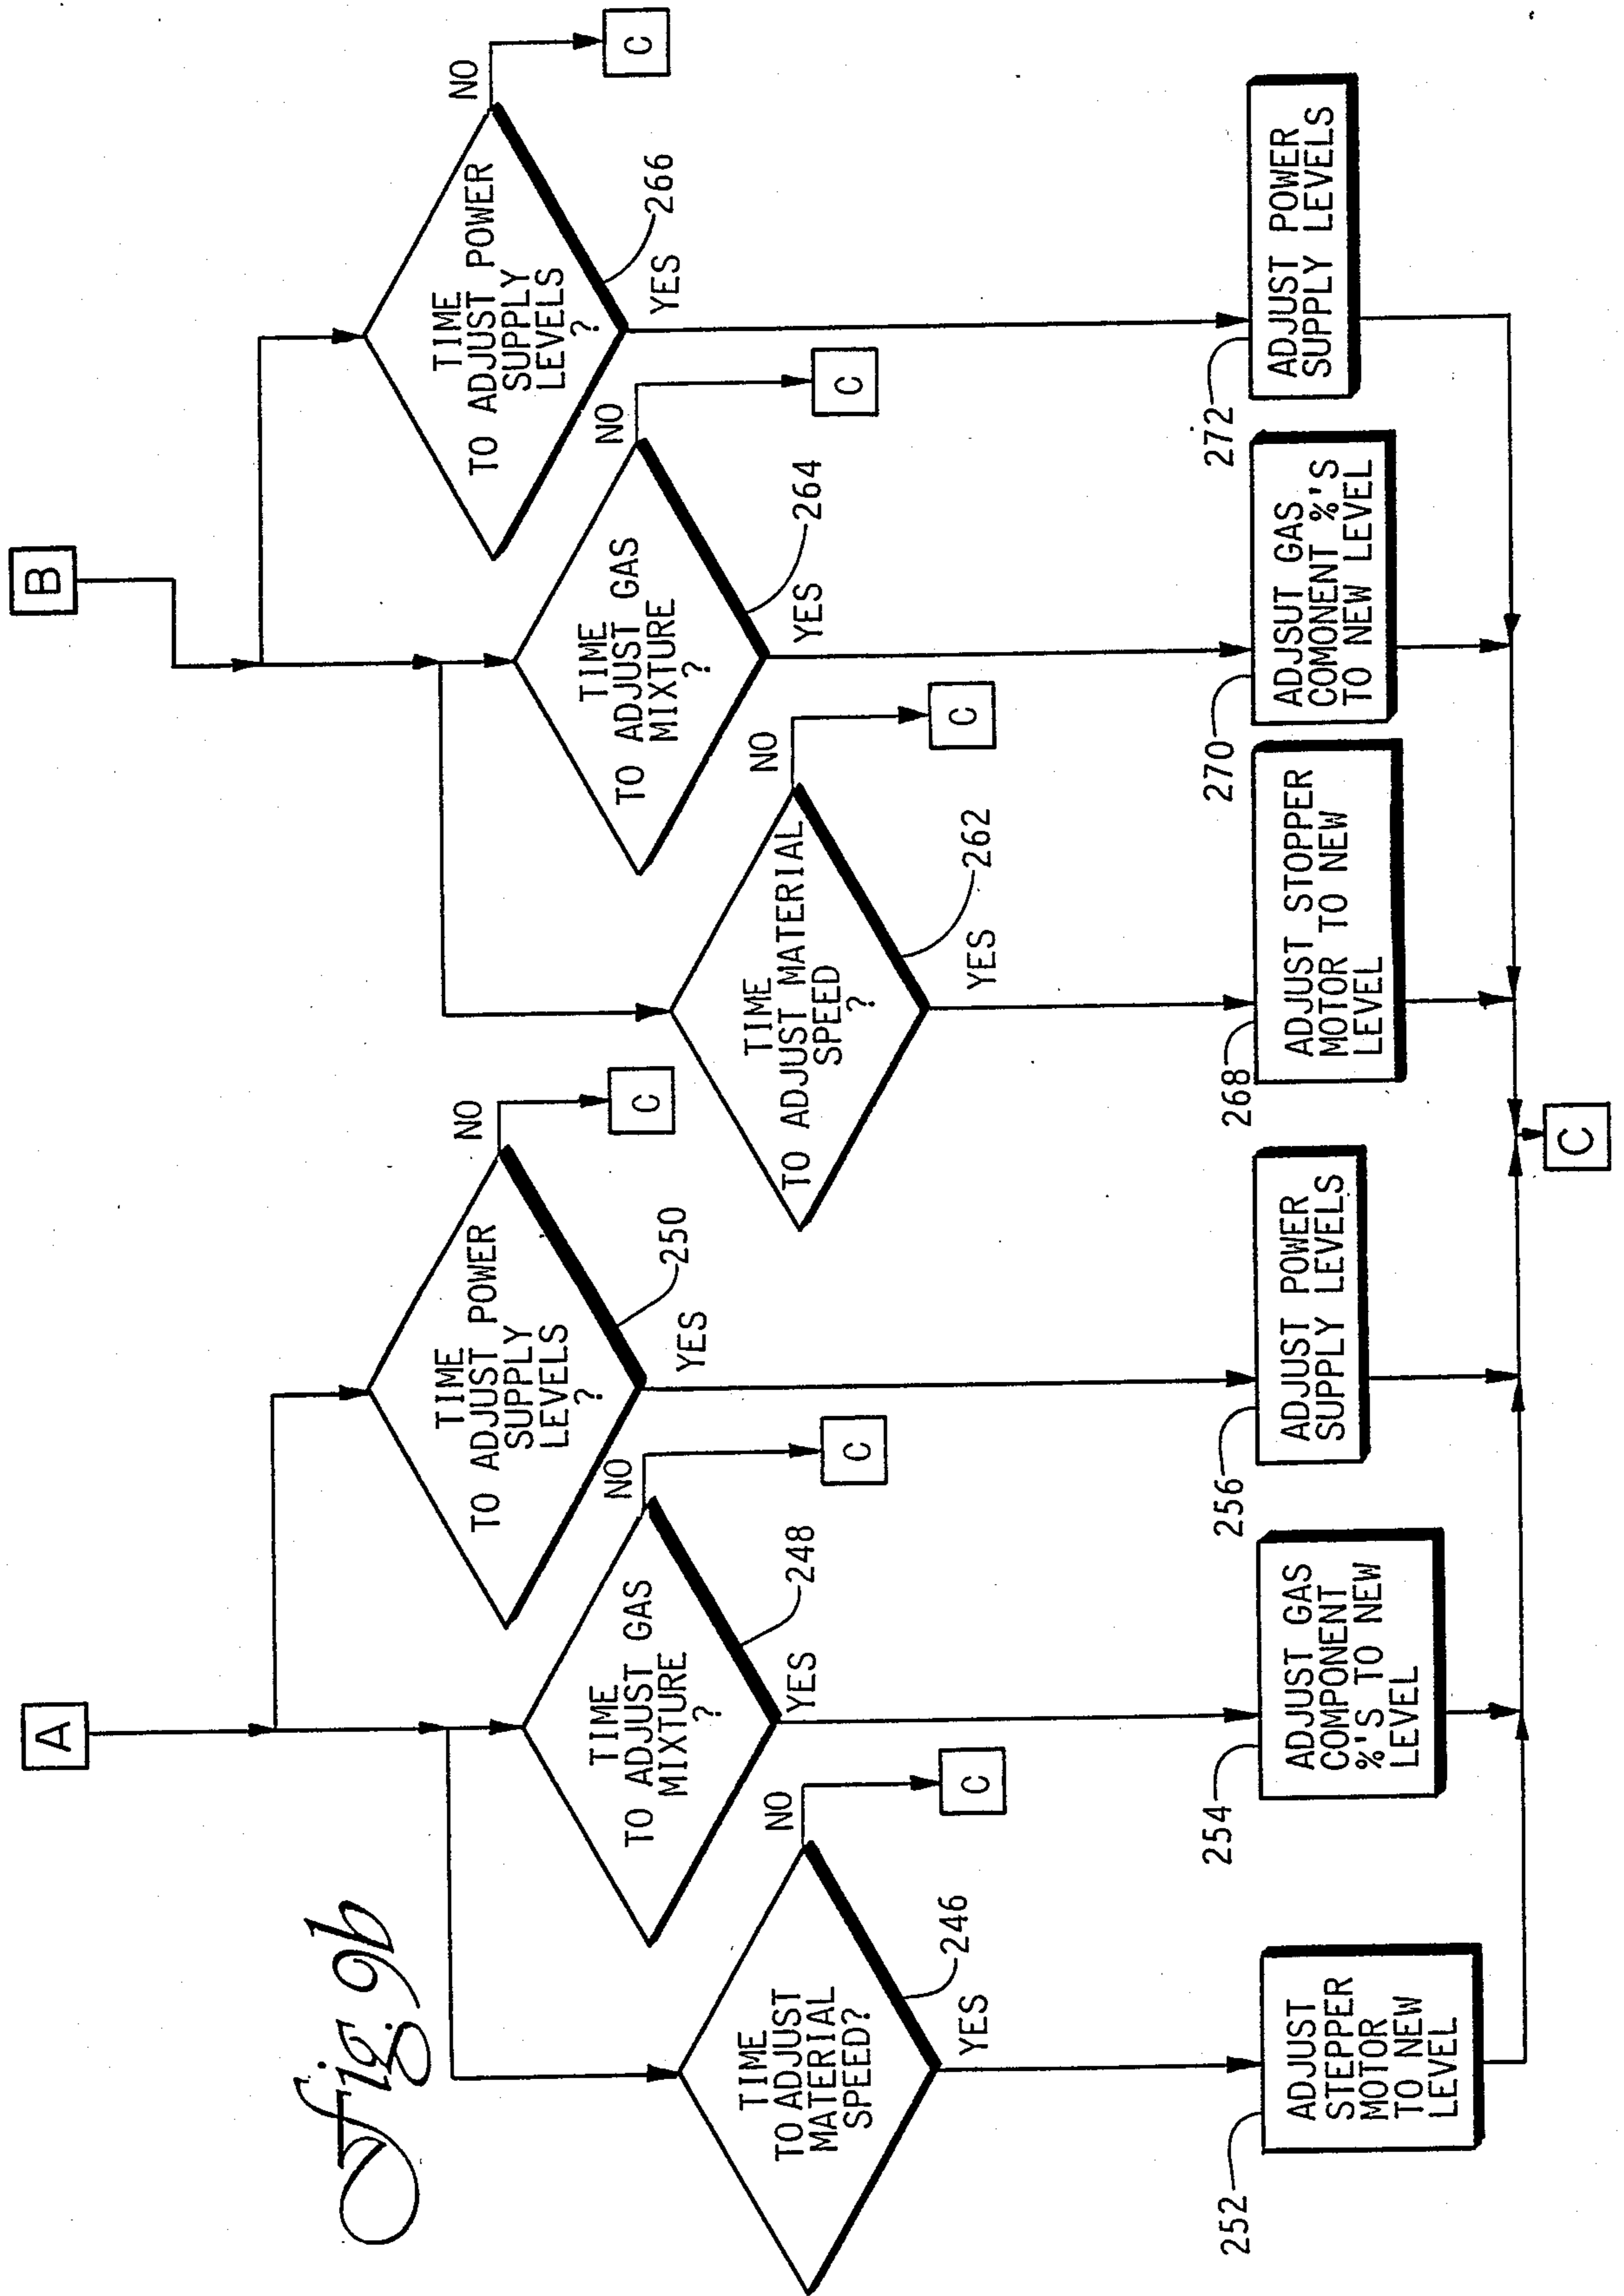 Fig. 9b
A
TIME
TO ADJUST
MATERIAL
SPEED?
246
NO
C
YES
TIME
TO ADJUST GAS
MIXTURE
?
248
NO
C
YES
TIME
TO ADJUST POWER
SUPPLY
LEVELS
?
250
NO
C
YES
252
ADJUST
STEPPER
MOTOR
TO NEW
LEVEL
254
ADJUST GAS
COMPONENT
%'S TO NEW
LEVEL
256
ADJUST POWER
SUPPLY LEVELS
B
TIME
TO ADJUST MATERIAL
SPEED
?
262
NO
C
YES
TIME
TO ADJUST GAS
MIXTURE
?
264
NO
C
YES
TIME
TO ADJUST POWER
SUPPLY
LEVELS
?
266
NO
C
YES
268
ADJUST STOPPER
MOTOR TO NEW
LEVEL
270
ADJSUT GAS
COMONENT %'S
TO NEW LEVEL
272
ADJUST POWER
SUPPLY LEVELS
C